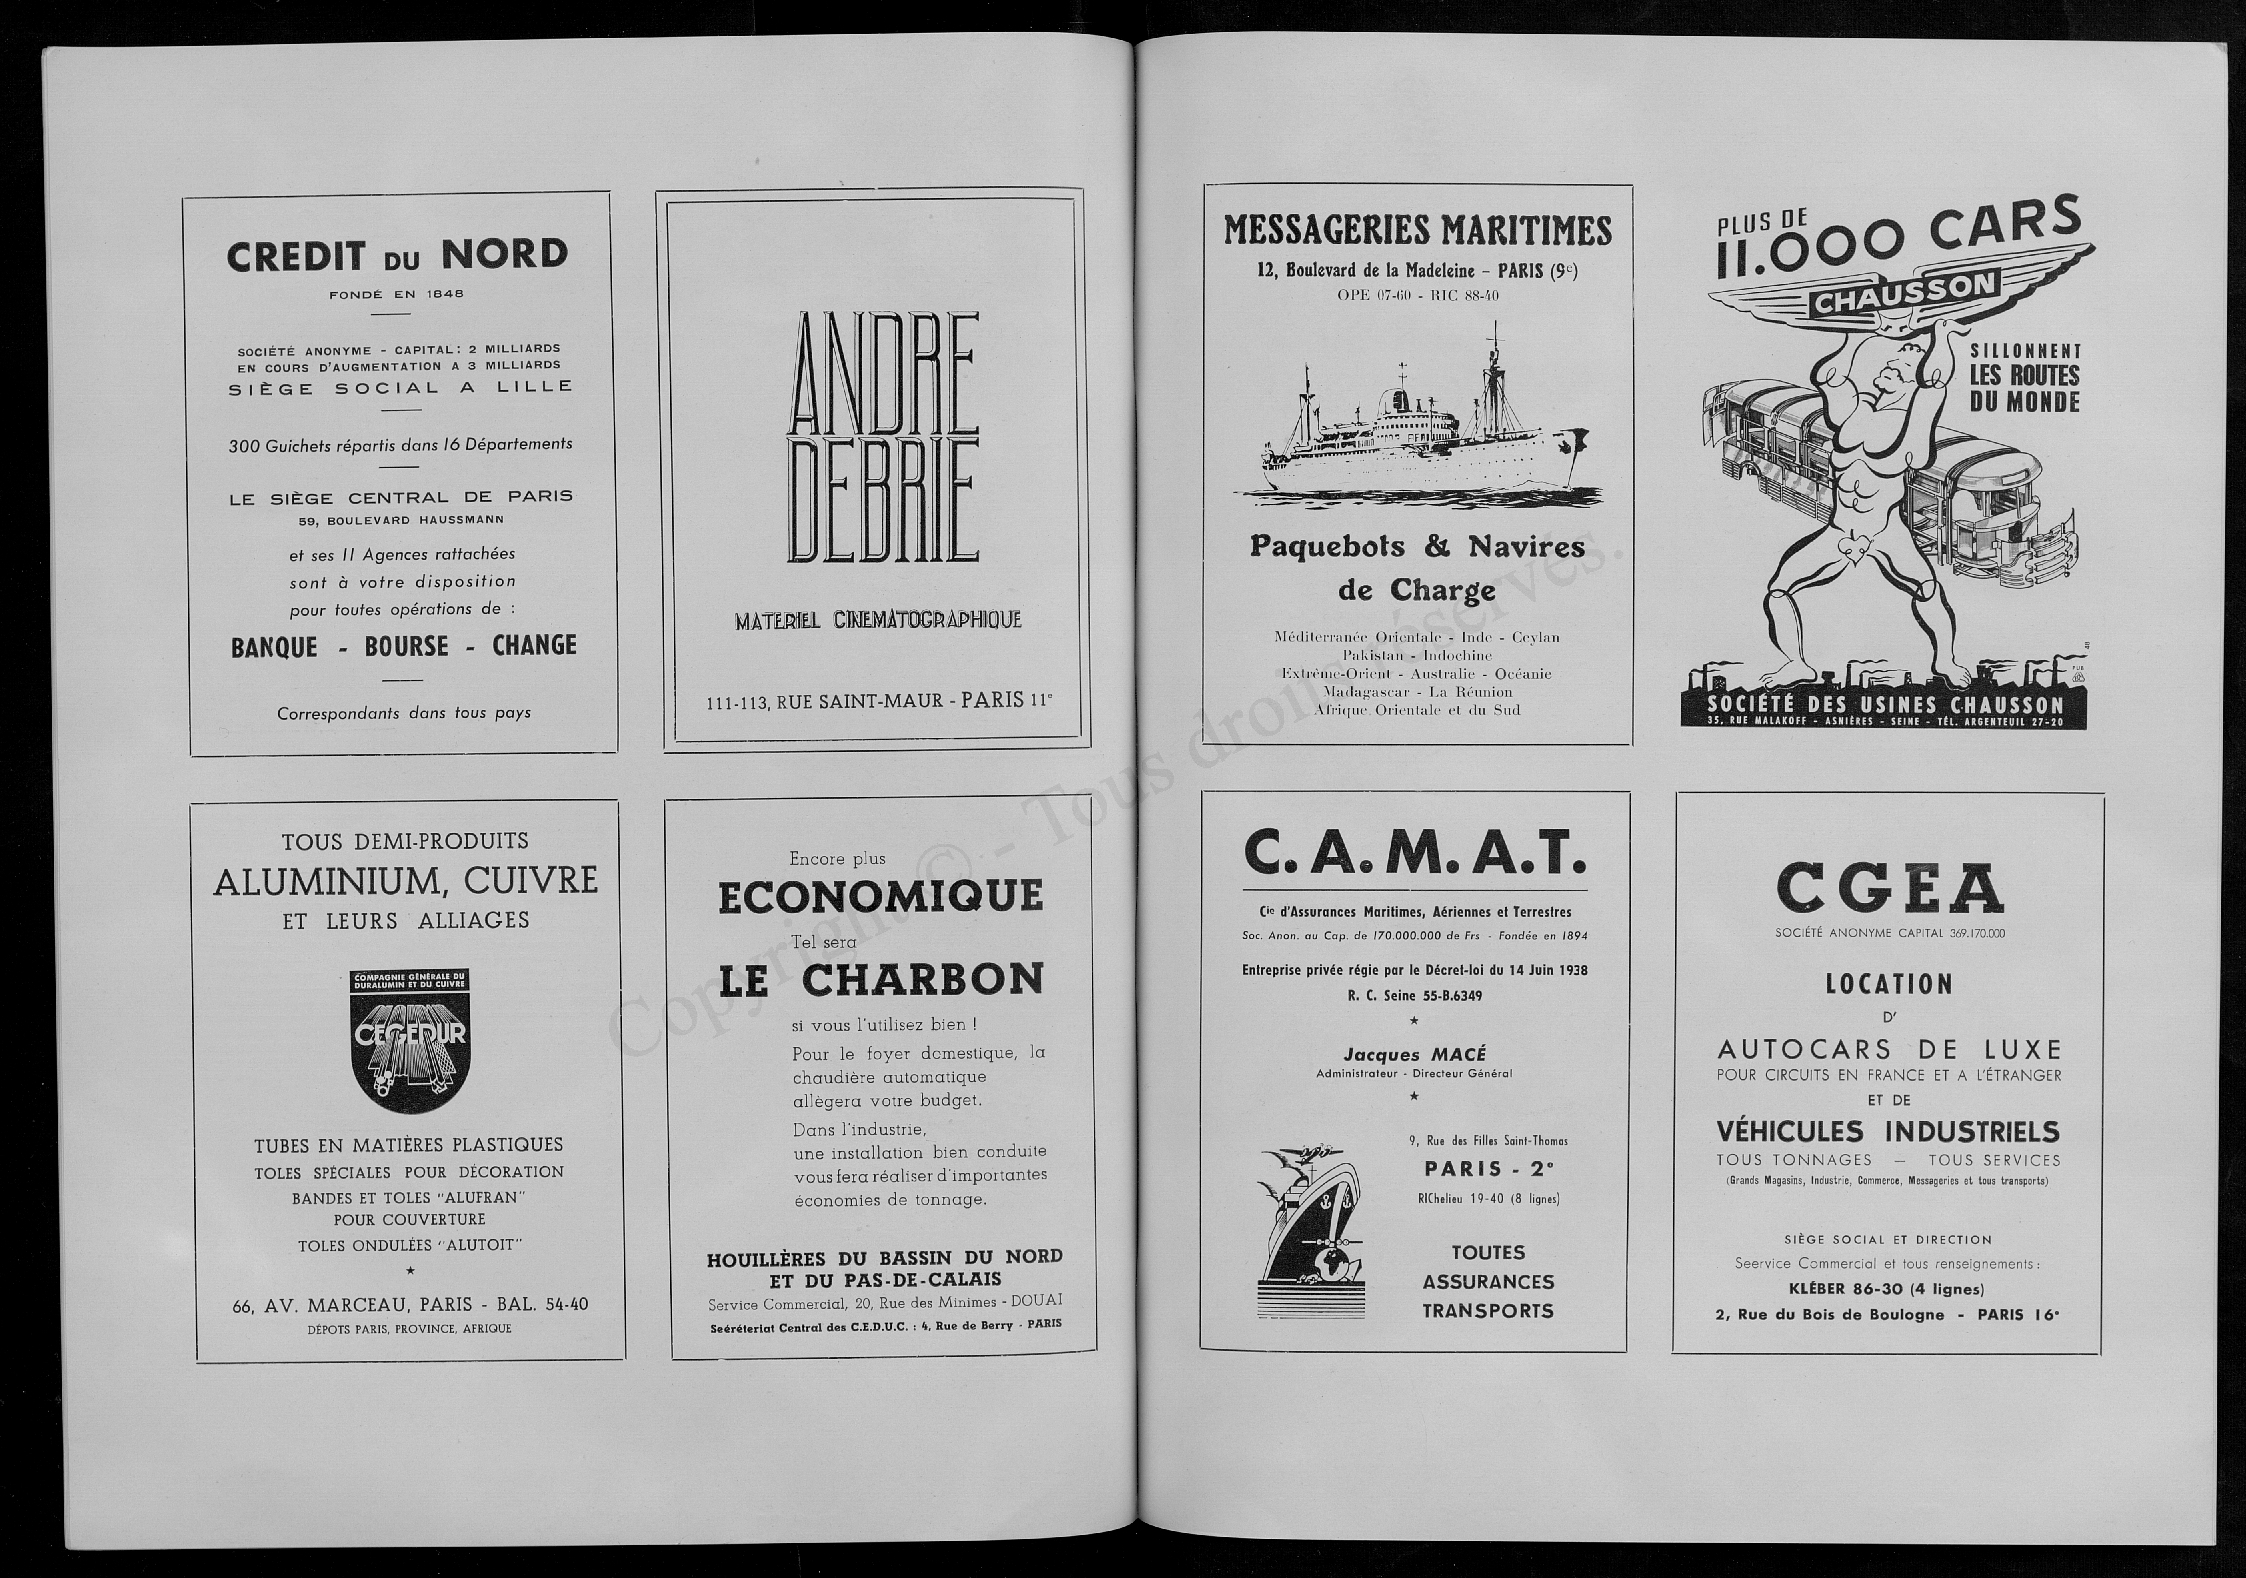 CREDIT DU NORD
FONDÉ EN 1848
SOCIÉTÉ ANONYME - CAPITAL : 2 MILLIARDS
EN COURS D'AUGMENTATION A 3 MILLIARDS
SIÈGE SOCIAL A LILLE
300 Guichets répartis dans 16 Départements
LE SIÈGE CENTRAL DE PARIS
59, BOULEVARD HAUSSMANN
et ses 11 Agences rattachées
sont à votre disposition
pour toutes opérations de :
BANQUE - BOURSE - CHANGE
Correspondants dans tous pays
ANDRE
DEBRIE
MATERIEL CINEMATOGRAPHIQUE
111-113, RUE SAINT-MAUR - PARIS 11e
TOUS DEMI-PRODUITS
ALUMINIUM, CUIVRE
ET LEURS ALLIAGES
COMPAGNIE GÉNÉRALE DU
DURALUMIN ET DU CUIVRE
CEGEDUR
TUBES EN MATIÈRES PLASTIQUES
TOLES SPÉCIALES POUR DÉCORATION
BANDES ET TOLES "ALUFRAN"
POUR COUVERTURE
TOLES ONDULÉES "ALUTOIT"
★
66, AV. MARCEAU, PARIS - BAL. 54-40
DÉPOTS PARIS, PROVINCE, AFRIQUE
Encore plus
ECONOMIQUE
Tel sera
LE CHARBON
si vous l'utilisez bien !
Pour le foyer domestique, la
chaudière automatique
allègera votre budget.
Dans l'industrie,
une installation bien conduite
vous fera réaliser d'importantes
économies de tonnage.
HOUILLÈRES DU BASSIN DU NORD
ET DU PAS-DE-CALAIS
Service Commercial, 20, Rue des Minimes - DOUAI
Seéréteriat Central des C.E.D.U.C. : 4, Rue de Berry - PARIS
MESSAGERIES MARITIMES
12, Boulevard de la Madeleine - PARIS (9e)
OPE 07-60 - RIC 88-40
Paquebots & Navires
de Charge
Méditerranée Orientale - Inde - Ceylan
Pakistan - Indochine
Extrême-Orient - Australie - Océanie
Madagascar - La Réunion
Afrique Orientale et du Sud
PLUS DE
11.000 CARS
CHAUSSON
SILLONNENT
LES ROUTES
DU MONDE
PUB
48
SOCIÉTÉ DES USINES CHAUSSON
35, RUE MALAKOFF - ASNIÈRES - SEINE - TÉL. ARGENTEUIL 27-20
C.A.M.A.T.
Cie d'Assurances Maritimes, Aériennes et Terrestres
Soc. Anon. au Cap. de 170.000.000 de Frs - Fondée en 1894
Entreprise privée régie par le Décret-loi du 14 Juin 1938
R. C. Seine 55-B.6349
★
Jacques MACÉ
Administrateur - Directeur Général
★
9, Rue des Filles Saint-Thomas
PARIS - 2e
RIChelieu 19-40 (8 lignes)
TOUTES
ASSURANCES
TRANSPORTS
CGEA
SOCIÉTÉ ANONYME CAPITAL 369.170.000
LOCATION
D'
AUTOCARS DE LUXE
POUR CIRCUITS EN FRANCE ET A L'ÉTRANGER
ET DE
VÉHICULES INDUSTRIELS
TOUS TONNAGES — TOUS SERVICES
(Grands Magasins, Industrie, Commerce, Messageries et tous transports)
SIÈGE SOCIAL ET DIRECTION
Seervice Commercial et tous renseignements :
KLÉBER 86-30 (4 lignes)
2, Rue du Bois de Boulogne - PARIS 16e
Copyright © - Tous droits réservés.